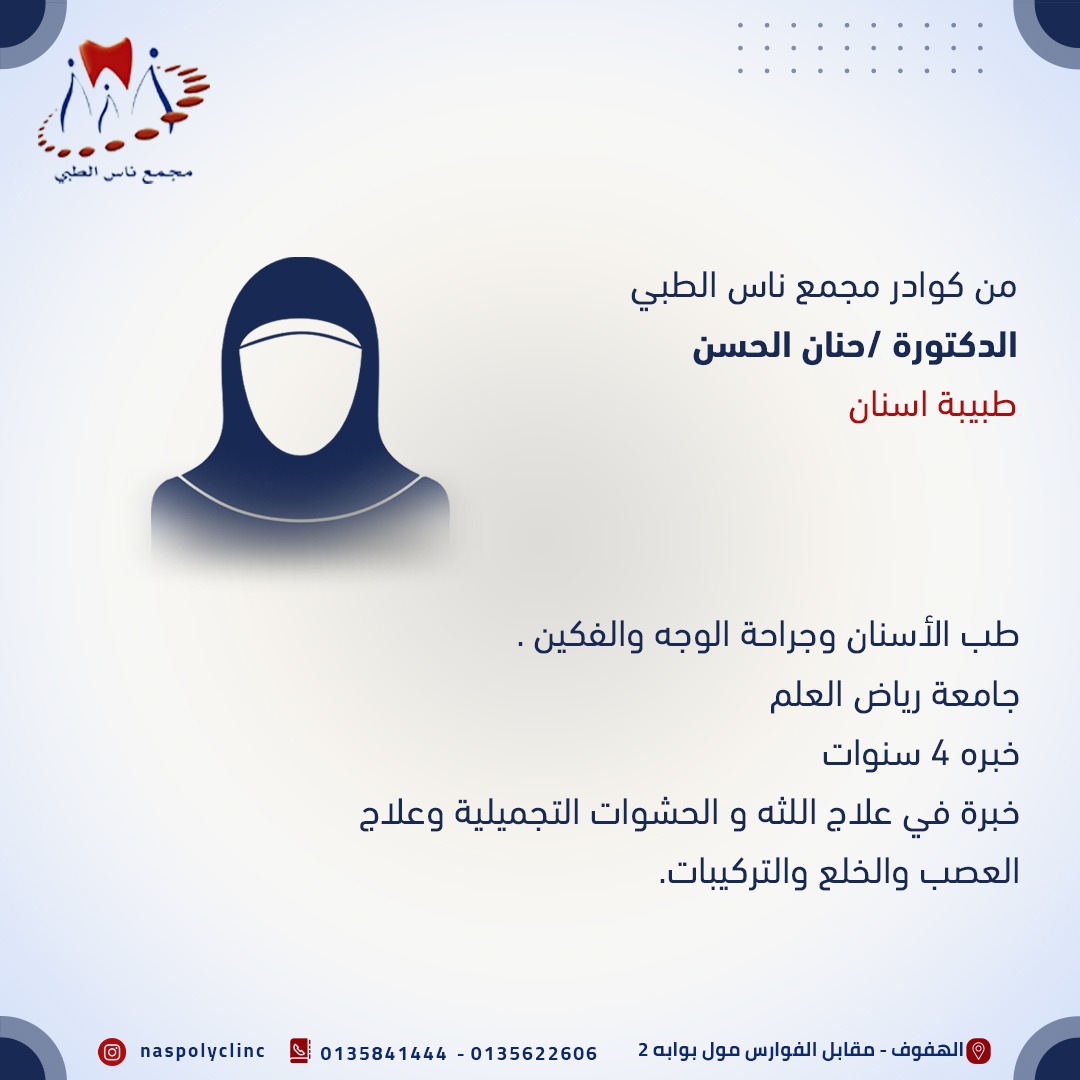 مجمع ناس الطبي
من كوادر مجمع ناس الطبي
الدكتورة /حنان الحسن
طبيبة اسنان
طب الأسنان وجراحة الوجه والفكين .
جامعة رياض العلم
خبره 4 سنوات
خبرة في علاج اللثه و الحشوات التجميلية وعلاج
العصب والخلع والتركيبات.
الهفوف - مقابل الفوارس مول بوابه 2
0135841444 - 0135622606
naspolyclinc